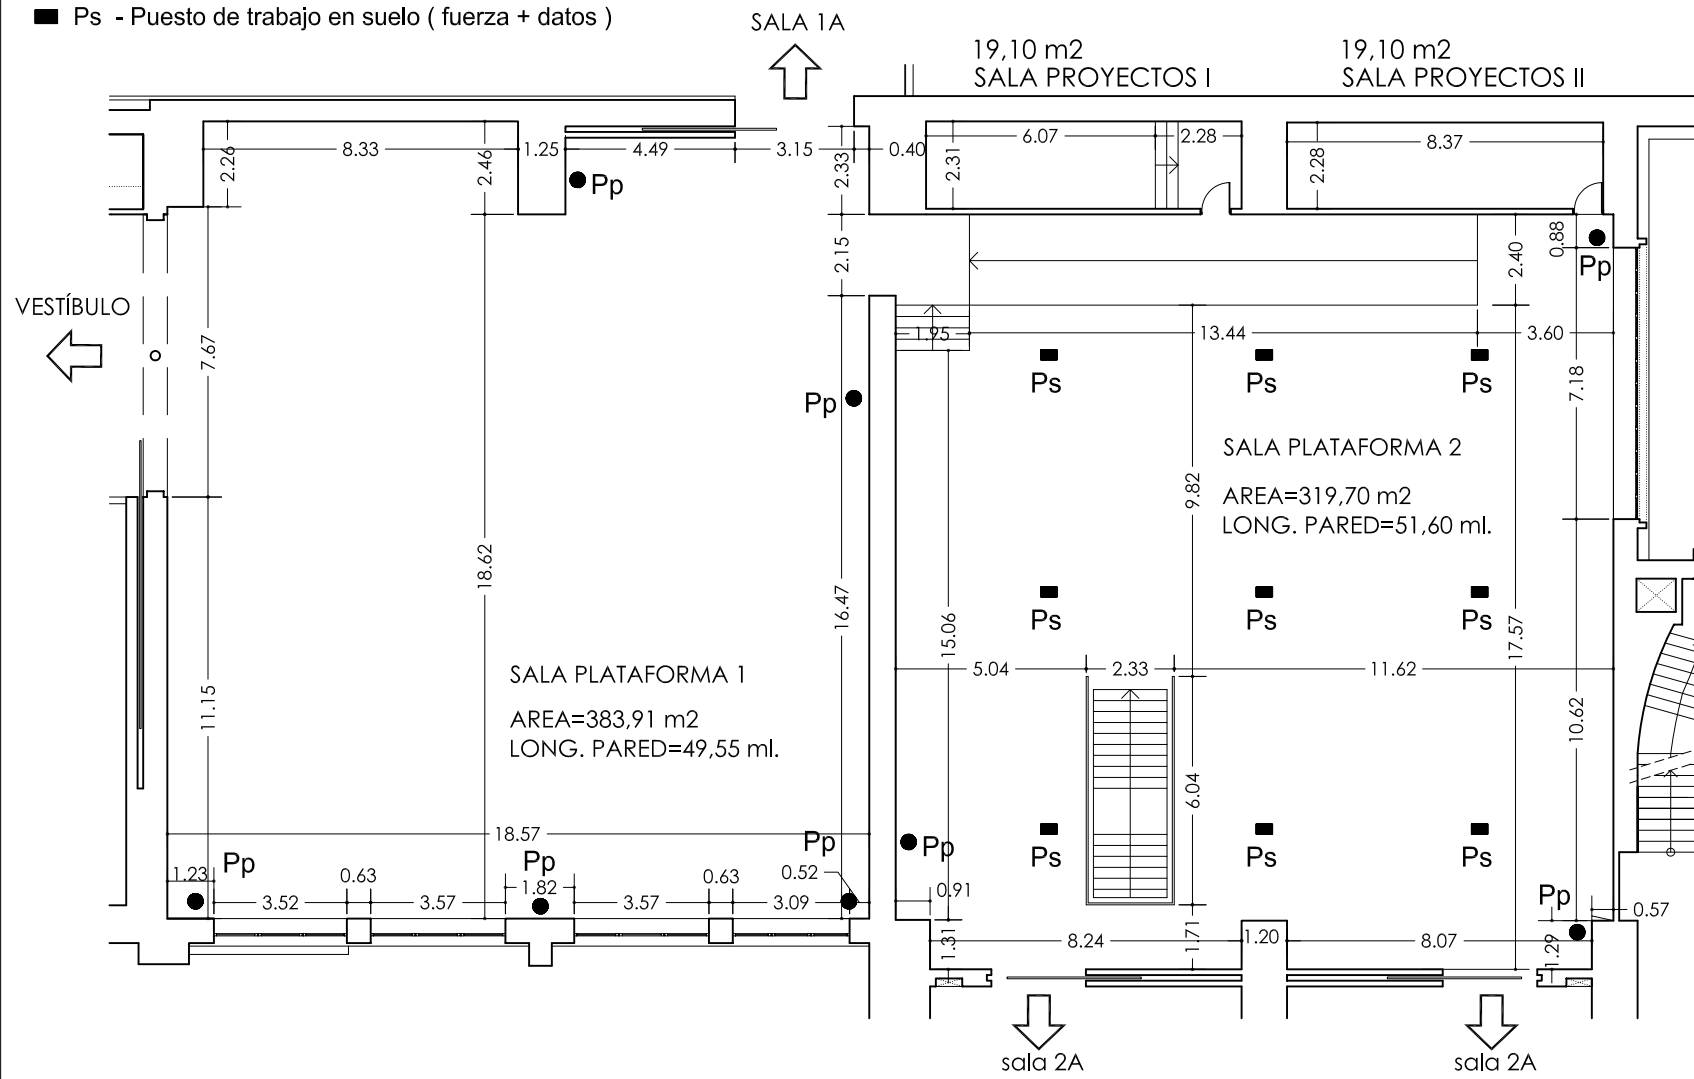 Ps - Puesto de trabajo en suelo ( fuerza + datos )
SALA 1A
19,10 m2
SALA PROYECTOS I
19,10 m2
SALA PROYECTOS II
2.26
8.33
2.46
1.25
4.49
3.15
2.33
0.40
2.31
6.07
2.28
2.28
8.37
Pp
2.15
2.40
0.88
Pp
VESTÍBULO
7.67
1.95
13.44
3.60
Ps
Ps
Ps
7.18
Pp
SALA PLATAFORMA 2
9.82
AREA=319,70 m2
LONG. PARED=51,60 ml.
18.62
16.47
15.06
Ps
Ps
Ps
17.57
5.04
2.33
11.62
SALA PLATAFORMA 1
11.15
AREA=383,91 m2
LONG. PARED=49,55 ml.
10.62
6.04
18.57
Pp
Pp
Ps
Ps
Ps
1.23
Pp
0.63
Pp
1.82
0.63
0.52
0.91
Pp
3.52
3.57
3.57
3.09
0.57
1.31
8.24
1.71
1.20
8.07
1.29
sala 2A
sala 2A